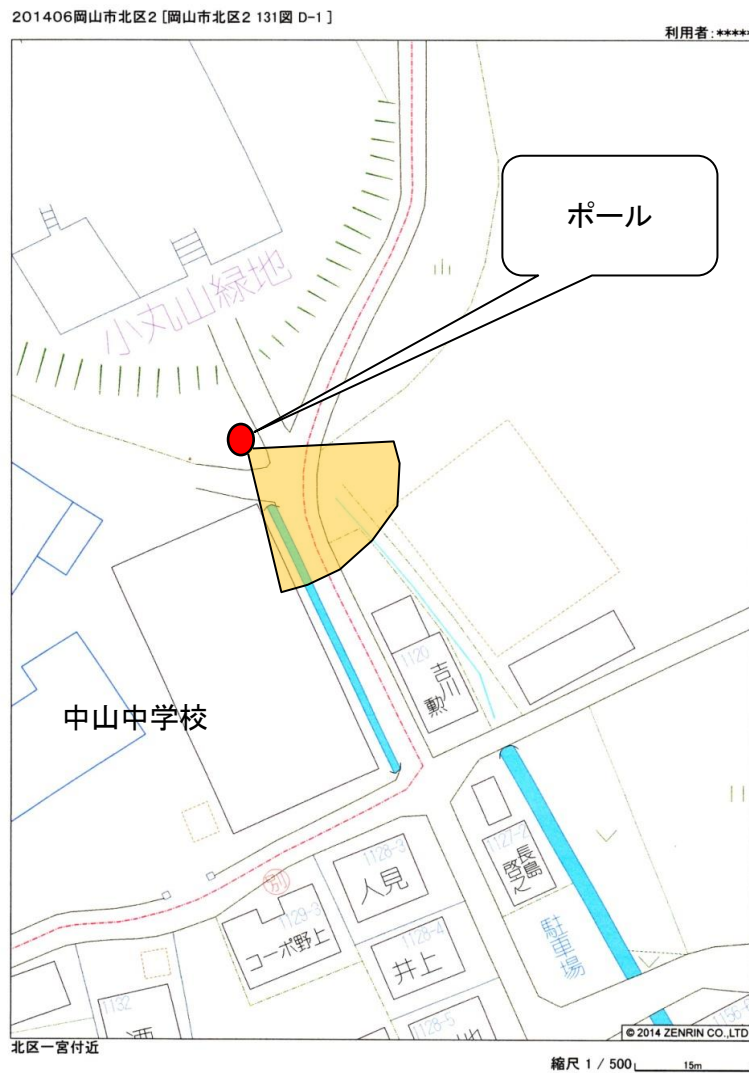 201406岡山市北区2 [岡山市北区2 131図 D-1 ]
利用者:*****
ポール
小丸山緑地
1120
吉川
勲
中山中学校
1127-2
長島
啓之
1128-3
人見
別
1129-3
コーポ野上
1128-4
井上
駐車場
1132
1128-5
© 2014 ZENRIN CO.,LTD
北区一宮付近
縮尺 1 / 500
15m